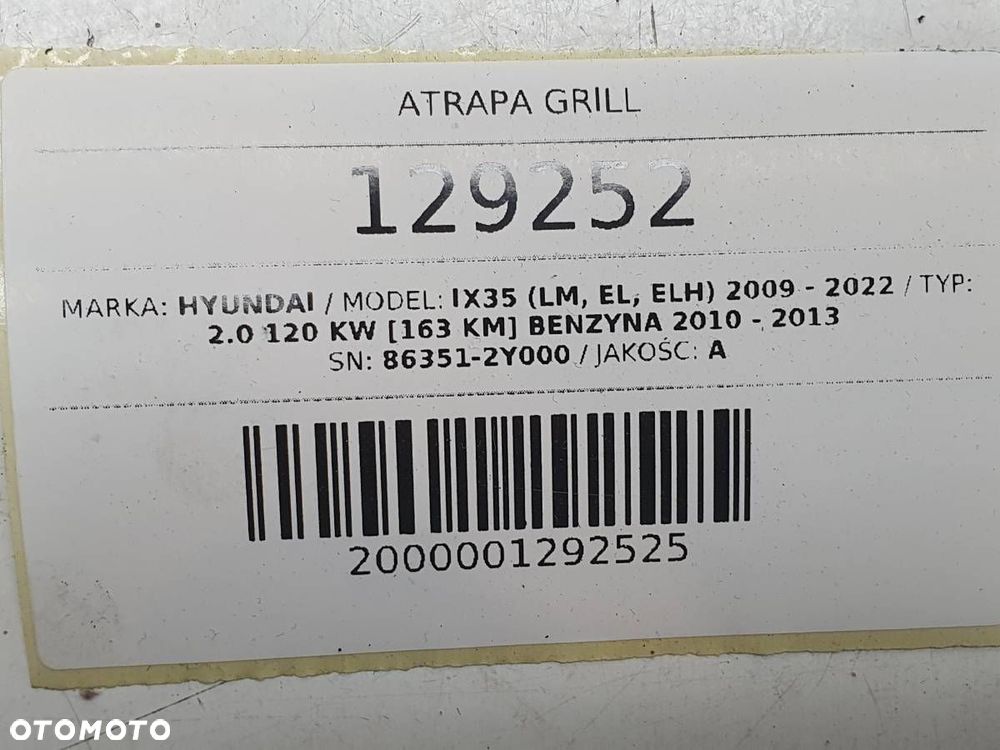 ATRAPA GRILL
129252
MARKA: HYUNDAI / MODEL: IX35 (LM, EL, ELH) 2009 - 2022 / TYP:
2.0 120 KW [163 KM] BENZYNA 2010 - 2013
SN: 86351-2Y000 / JAKOŚC: A
2000001292525
OTOMOTO